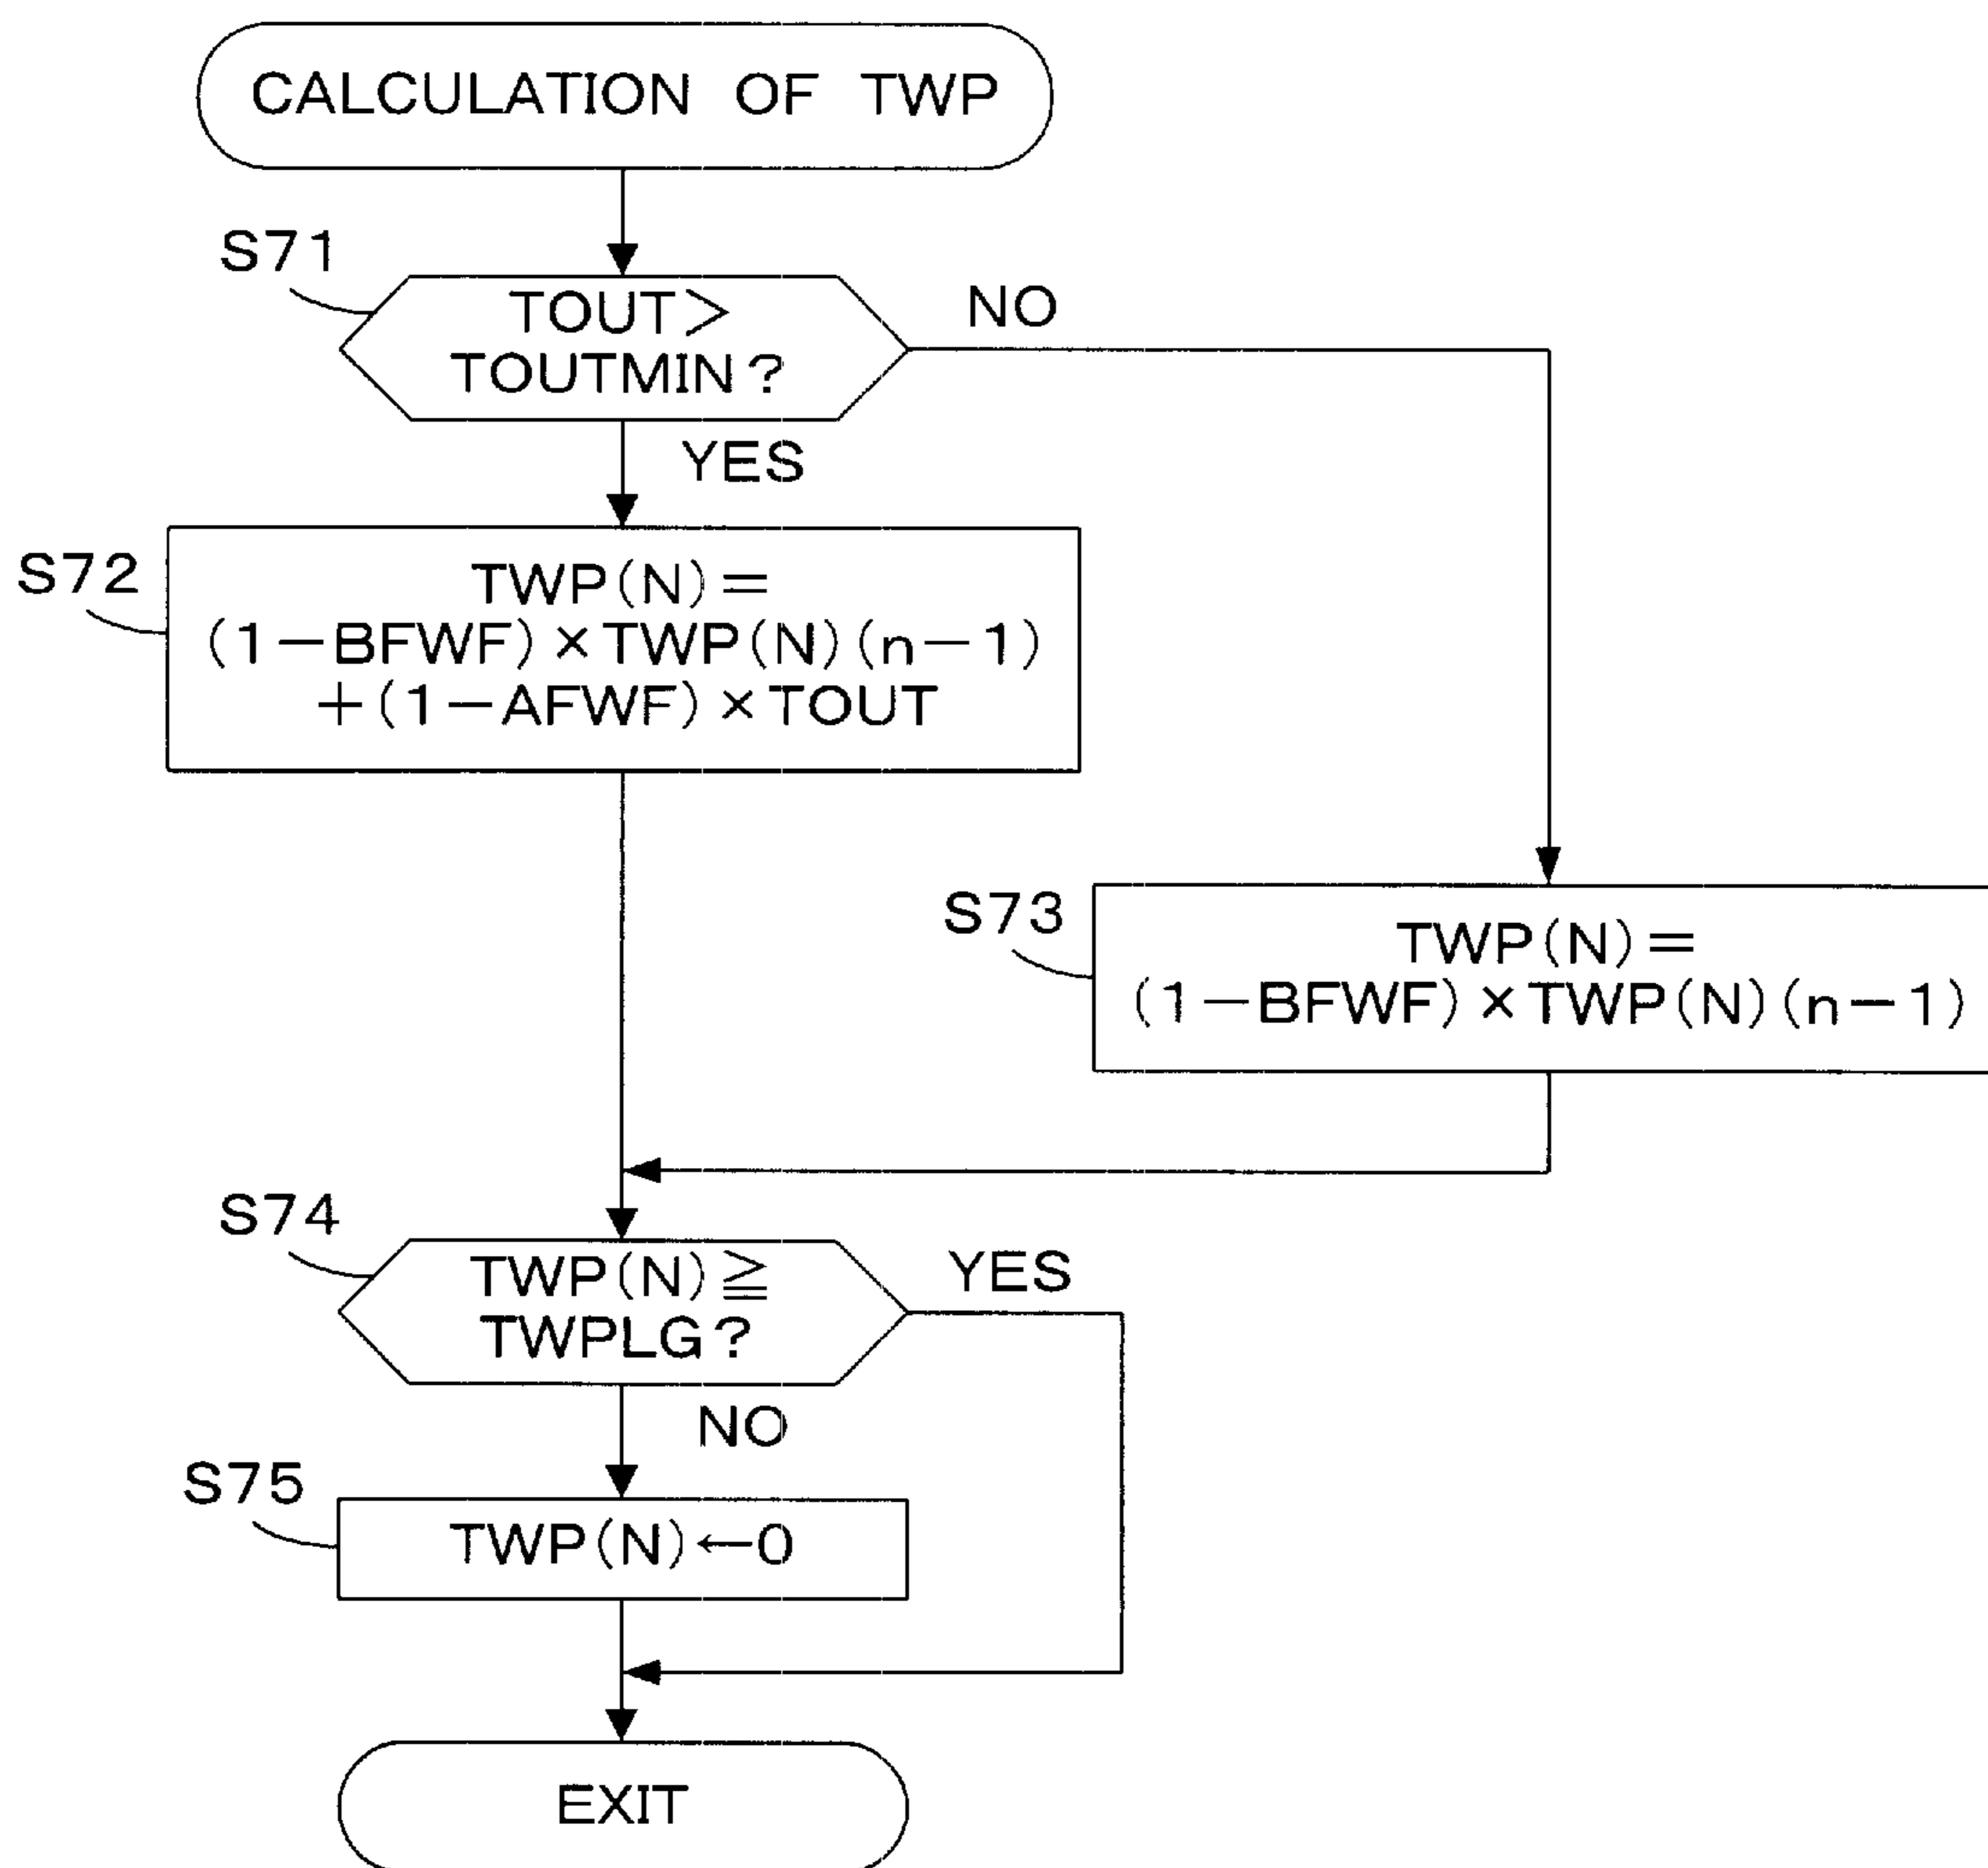 CALCULATION OF TWP
S71
TOUT>
TOUTMIN?
NO
YES
S72
TWP(N)=
(1-BFWF)×TWP(N)(n-1)
+(1-AFWF)×TOUT
S73
TWP(N)=
(1-BFWF)×TWP(N)(n-1)
S74
TWP(N)≧
TWPLG?
YES
NO
S75
TWP(N)←0
EXIT